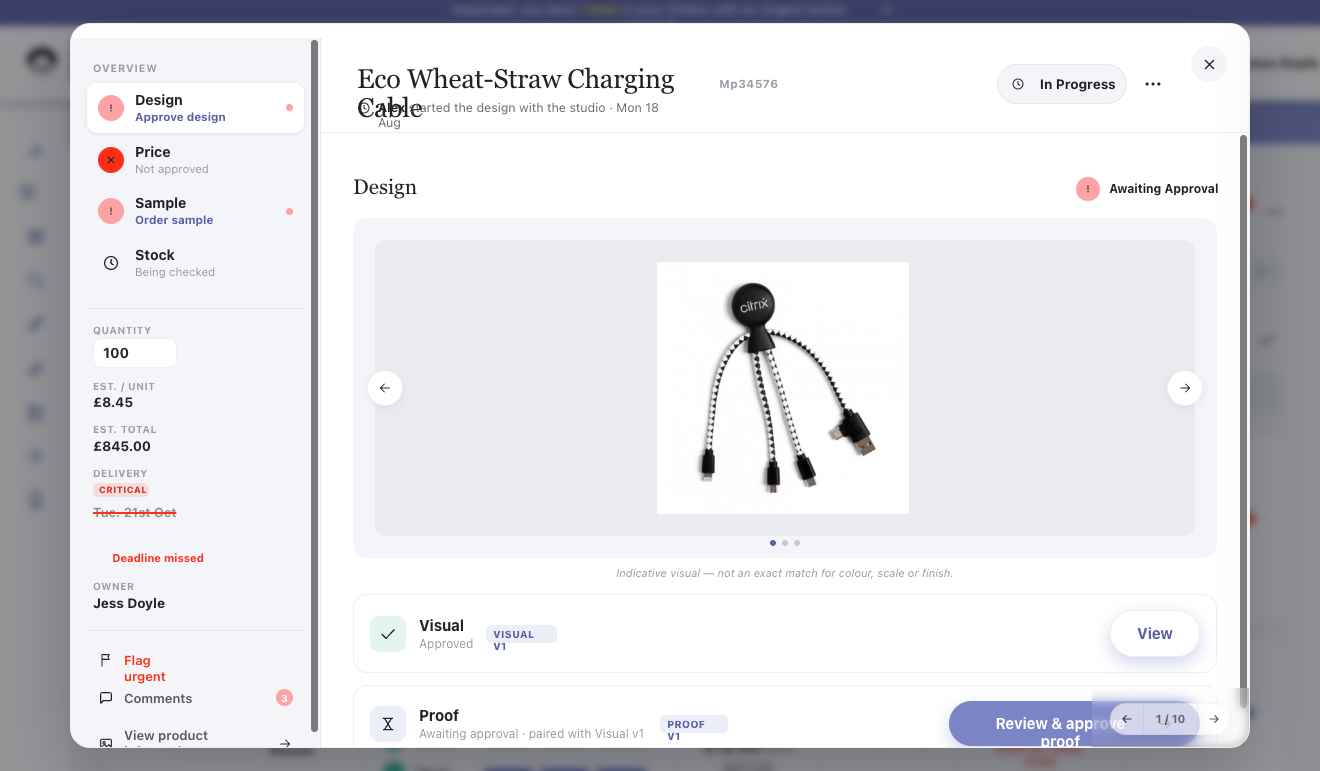 OVERVIEW
Design
Approve design
Price
Not approved
Sample
Order sample
Stock
Being checked
QUANTITY
100
EST. / UNIT
£8.45
EST. TOTAL
£845.00
DELIVERY
CRITICAL
Tue. 21st Oct
Deadline missed
OWNER
Jess Doyle
Flag
urgent
Comments
3
View product
Eco Wheat-Straw Charging
Cable
Mp34576
Alex started the design with the studio · Mon 18
Aug
In Progress
Design
Awaiting Approval
citrix
Indicative visual — not an exact match for colour, scale or finish.
Visual
Approved
VISUAL
V1
View
Proof
Awaiting approval · paired with Visual v1
PROOF
V1
Review & approve
proof
1 / 10